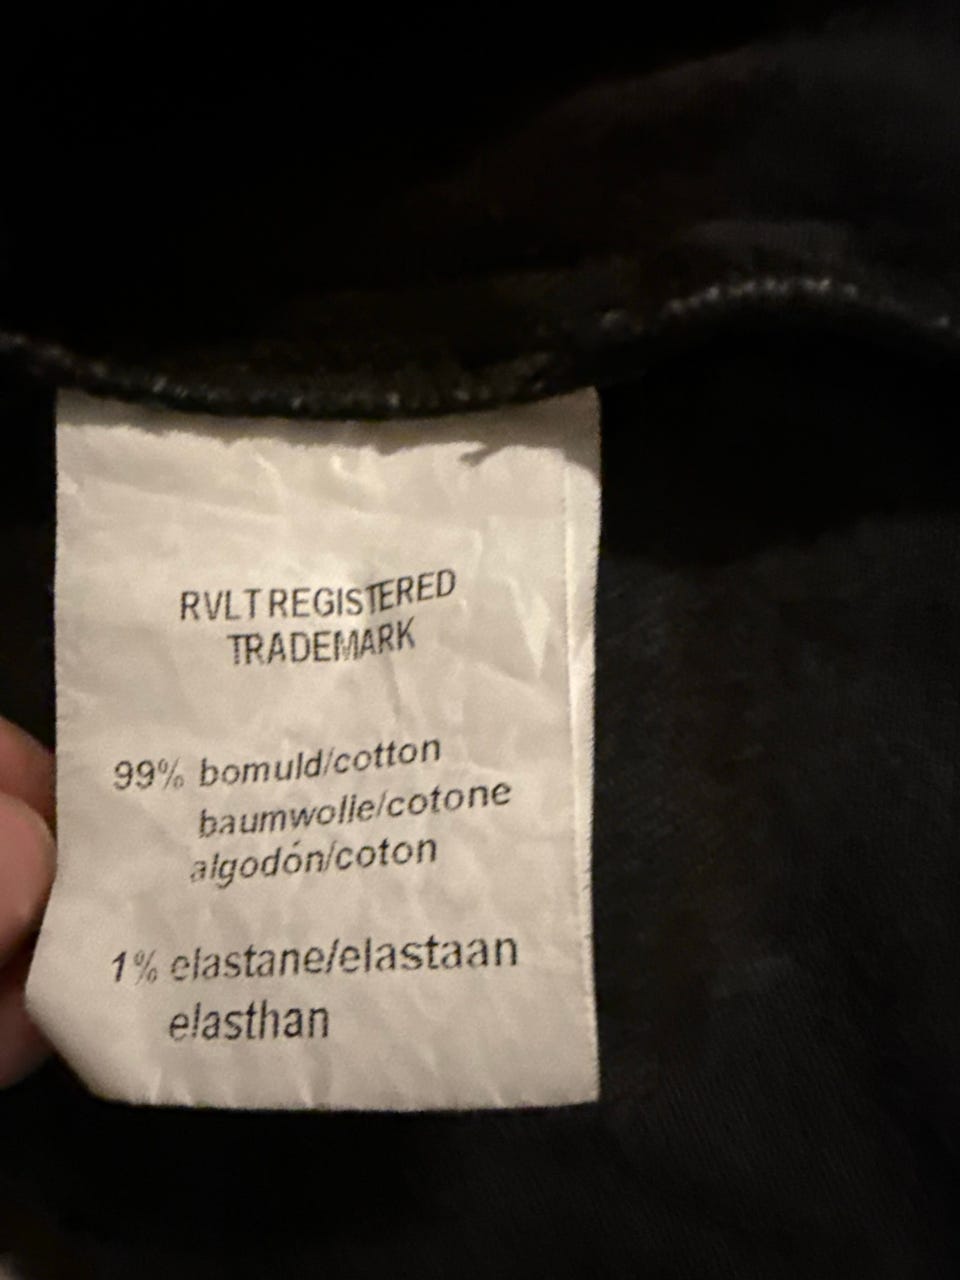 RVLT REGISTERED
TRADEMARK
99% bomuld/cotton
baumwolle/cotone
algodón/coton
1% elastane/elastaan
elasthan